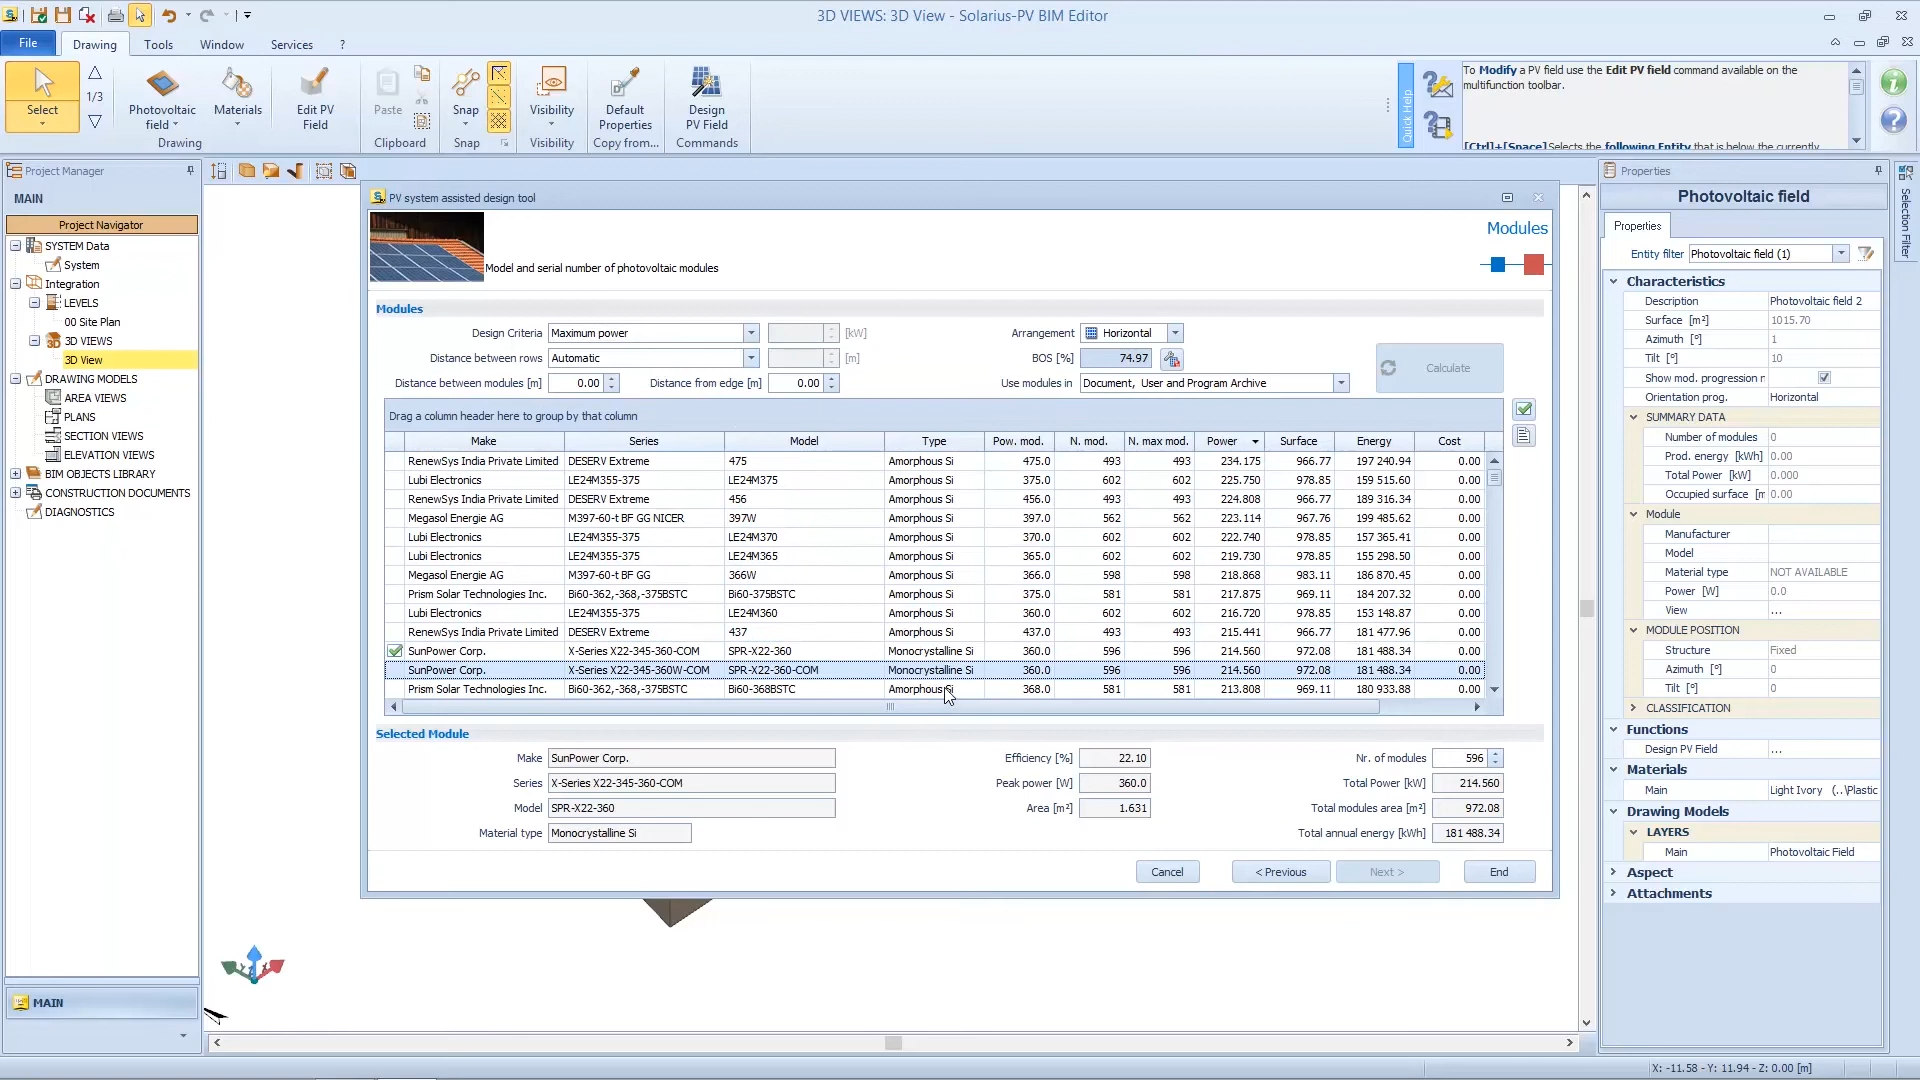 3D VIEWS: 3D View - Solarius-PV BIM Editor
File Drawing Tools Window Services ?
Select
1/3
Photovoltaic field
Materials
Edit PV Field
Drawing
Paste
Clipboard
Snap
Snap
Visibility
Visibility
Default Properties
Copy from...
Design PV Field
Commands
Quick Help
To Modify a PV field use the Edit PV field command available on the
multifunction toolbar.
[Ctrl]+[Space]Selects the following Entity that is below the currently
Project Manager
MAIN
Project Navigator
SYSTEM Data
System
Integration
LEVELS
00 Site Plan
3D VIEWS
3D View
DRAWING MODELS
AREA VIEWS
PLANS
SECTION VIEWS
ELEVATION VIEWS
BIM OBJECTS LIBRARY
CONSTRUCTION DOCUMENTS
DIAGNOSTICS
MAIN
PV system assisted design tool
Modules
Model and serial number of photovoltaic modules
Modules
Design Criteria Maximum power [kW] Arrangement Horizontal
Distance between rows Automatic [m] BOS [%] 74.97
Distance between modules [m] 0.00 Distance from edge [m] 0.00 Use modules in Document, User and Program Archive
Calculate
Drag a column header here to group by that column
Make Series Model Type Pow. mod. N. mod. N. max mod. Power Surface Energy Cost
RenewSys India Private Limited DESERV Extreme 475 Amorphous Si 475.0 493 493 234.175 966.77 197 240.94 0.00
Lubi Electronics LE24M355-375 LE24M375 Amorphous Si 375.0 602 602 225.750 978.85 159 515.60 0.00
RenewSys India Private Limited DESERV Extreme 456 Amorphous Si 456.0 493 493 224.808 966.77 189 316.34 0.00
Megasol Energie AG M397-60-t BF GG NICER 397W Amorphous Si 397.0 562 562 223.114 967.76 199 485.62 0.00
Lubi Electronics LE24M355-375 LE24M370 Amorphous Si 370.0 602 602 222.740 978.85 157 365.41 0.00
Lubi Electronics LE24M355-375 LE24M365 Amorphous Si 365.0 602 602 219.730 978.85 155 298.50 0.00
Megasol Energie AG M397-60-t BF GG 366W Amorphous Si 366.0 598 598 218.868 983.11 186 870.45 0.00
Prism Solar Technologies Inc. Bi60-362,-368,-375BSTC Bi60-375BSTC Amorphous Si 375.0 581 581 217.875 969.11 184 207.32 0.00
Lubi Electronics LE24M355-375 LE24M360 Amorphous Si 360.0 602 602 216.720 978.85 153 148.87 0.00
RenewSys India Private Limited DESERV Extreme 437 Amorphous Si 437.0 493 493 215.441 966.77 181 477.96 0.00
SunPower Corp. X-Series X22-345-360-COM SPR-X22-360 Monocrystalline Si 360.0 596 596 214.560 972.08 181 488.34 0.00
SunPower Corp. X-Series X22-345-360W-COM SPR-X22-360-COM Monocrystalline Si 360.0 596 596 214.560 972.08 181 488.34 0.00
Prism Solar Technologies Inc. Bi60-362,-368,-375BSTC Bi60-368BSTC Amorphous Si 368.0 581 581 213.808 969.11 180 933.88 0.00
Selected Module
Make SunPower Corp. Efficiency [%] 22.10 Nr. of modules 596
Series X-Series X22-345-360-COM Peak power [W] 360.0 Total Power [kW] 214.560
Model SPR-X22-360 Area [m²] 1.631 Total modules area [m²] 972.08
Material type Monocrystalline Si Total annual energy [kWh] 181 488.34
Cancel < Previous Next > End
Properties
Photovoltaic field
Properties
Entity filter Photovoltaic field (1)
Characteristics
Description Photovoltaic field 2
Surface [m²] 1015.70
Azimuth [°] 1
Tilt [°] 10
Show mod. progression r
Orientation prog. Horizontal
SUMMARY DATA
Number of modules 0
Prod. energy [kWh] 0.00
Total Power [kW] 0.000
Occupied surface [m 0.00
Module
Manufacturer
Model
Material type NOT AVAILABLE
Power [W] 0.0
View ...
MODULE POSITION
Structure Fixed
Azimuth [°] 0
Tilt [°] 0
CLASSIFICATION
Functions
Design PV Field ...
Materials
Main Light Ivory (..\Plastic
Drawing Models
LAYERS
Main Photovoltaic Field
Aspect
Attachments
Selection Filter
X: -11.58 - Y: 11.94 - Z: 0.00 [m]